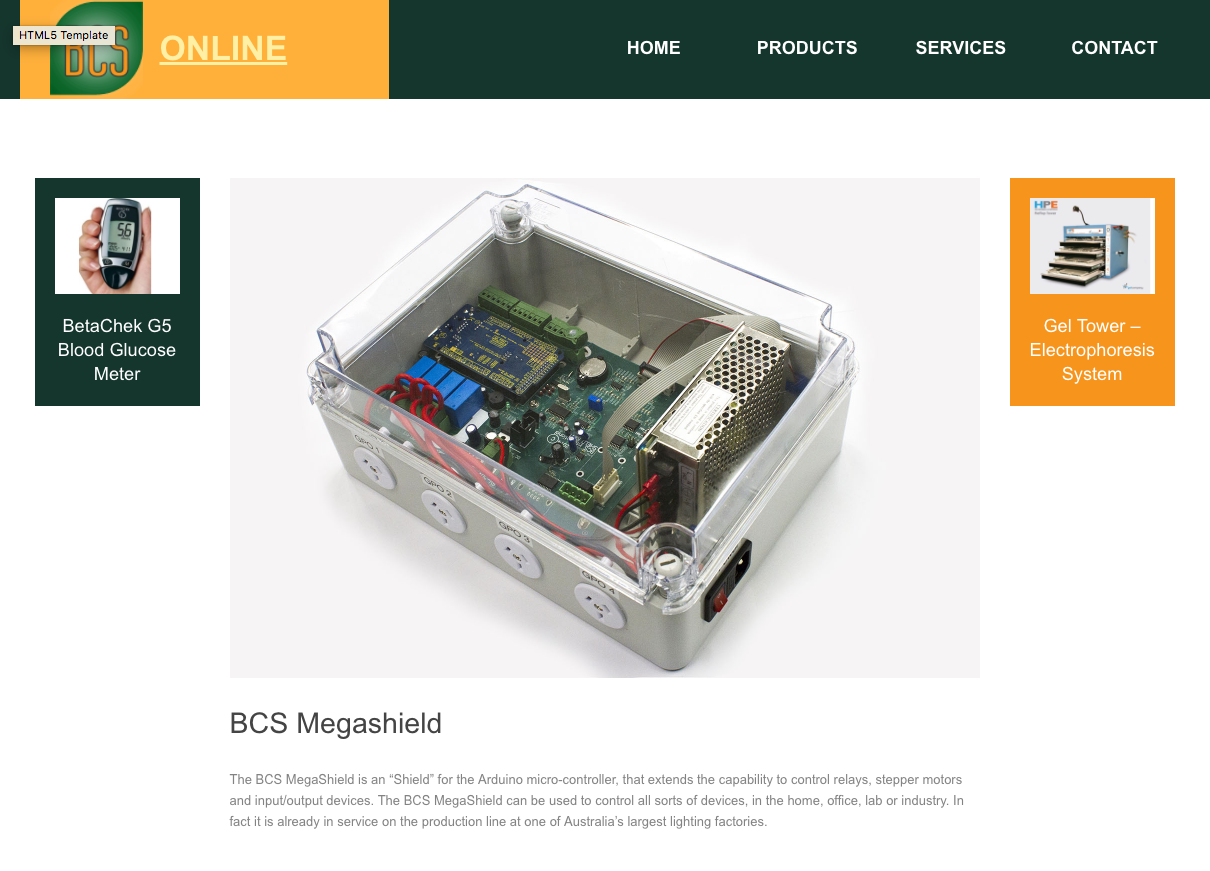 HTML5 Template
BCS
ONLINE
HOME
PRODUCTS
SERVICES
CONTACT
5.6
BetaChek G5
Blood Glucose
Meter
GPO 1
GPO 2
GPO 3
GPO 4
HPE
Gel Tower –
Electrophoresis
System
BCS Megashield
The BCS MegaShield is an “Shield” for the Arduino micro-controller, that extends the capability to control relays, stepper motors
and input/output devices. The BCS MegaShield can be used to control all sorts of devices, in the home, office, lab or industry. In
fact it is already in service on the production line at one of Australia’s largest lighting factories.